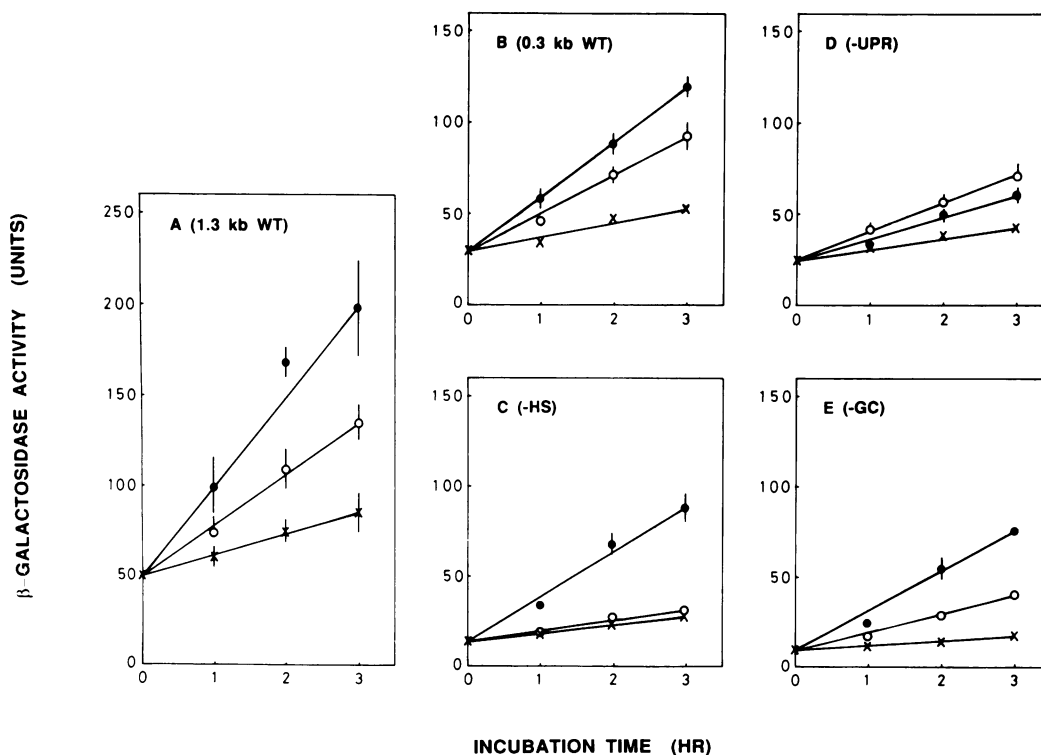 β-GALACTOSIDASE ACTIVITY (UNITS)
A (1.3 kb WT)
250
200
150
100
50
0
0 1 2 3
B (0.3 kb WT)
150
100
50
0
0 1 2 3
C (-HS)
150
100
50
0
0 1 2 3
D (-UPR)
150
100
50
0
0 1 2 3
E (-GC)
150
100
50
0
0 1 2 3
INCUBATION TIME (HR)